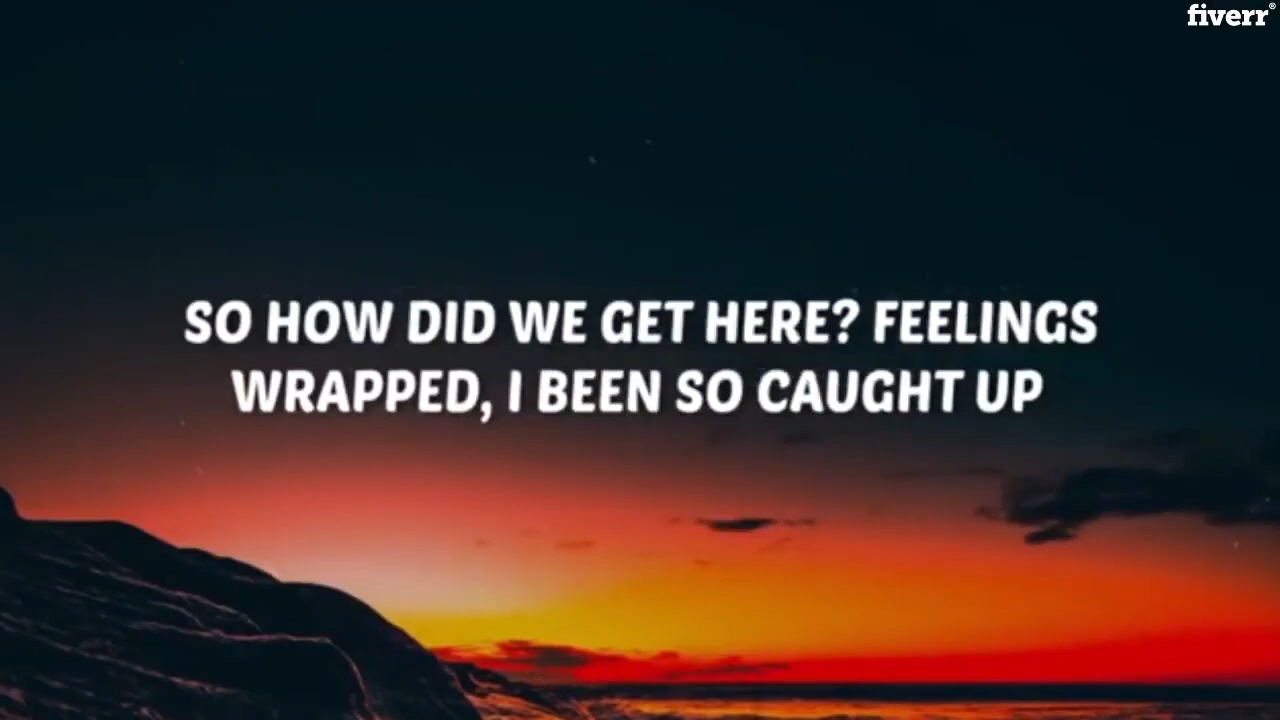 fiverr®
SO HOW DID WE GET HERE? FEELINGS
WRAPPED, I BEEN SO CAUGHT UP